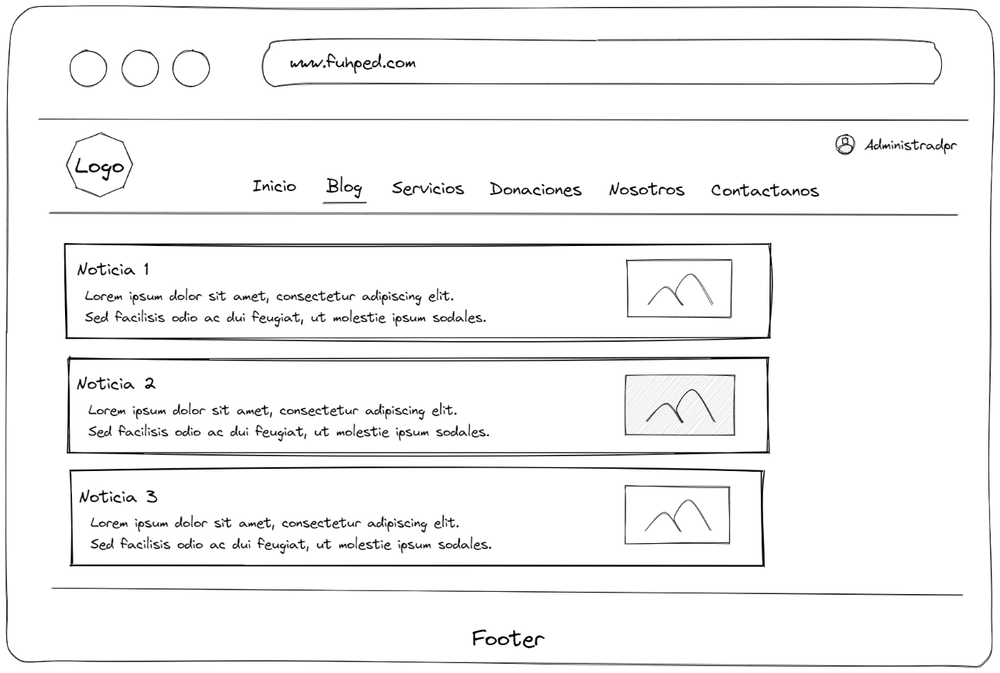 www.fuhped.com
Logo
Administrador
Inicio Blog Servicios Donaciones Nosotros Contactanos
Noticia 1
Lorem ipsum dolor sit amet, consectetur adipiscing elit.
Sed facilisis odio ac dui feugiat, ut molestie ipsum sodales.
Noticia 2
Lorem ipsum dolor sit amet, consectetur adipiscing elit.
Sed facilisis odio ac dui feugiat, ut molestie ipsum sodales.
Noticia 3
Lorem ipsum dolor sit amet, consectetur adipiscing elit.
Sed facilisis odio ac dui feugiat, ut molestie ipsum sodales.
Footer